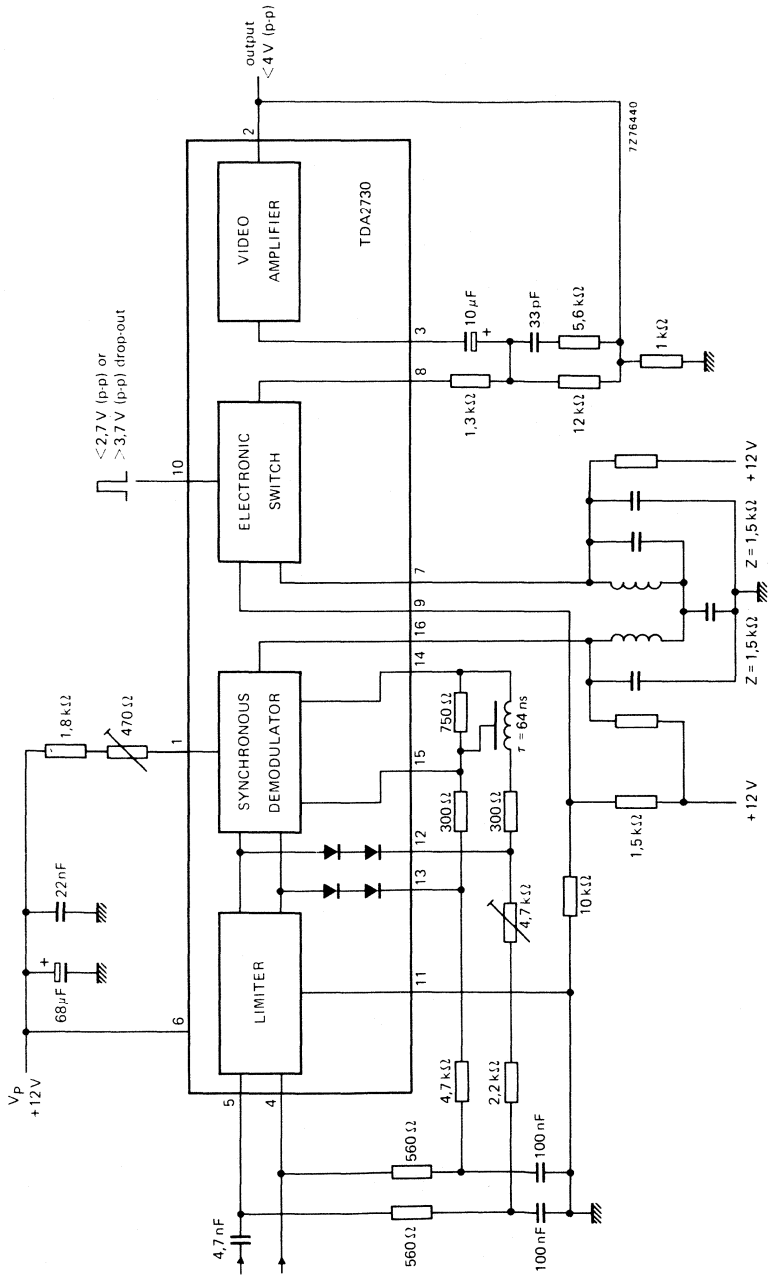 Vp
+12 V
68µF
+
22nF
1,8 kΩ
470 Ω
<2,7 V (p-p) or
>3,7 V (p-p) drop-out
output
<4 V (p-p)
6
1
10
2
5
4
LIMITER
SYNCHRONOUS
DEMODULATOR
ELECTRONIC
SWITCH
VIDEO
AMPLIFIER
TDA2730
11
13
12
15
14
16
9
7
8
3
4,7 nF
560 Ω
560 Ω
100 nF
100 nF
4,7 kΩ
2,2 kΩ
4,7 kΩ
300 Ω
300 Ω
750 Ω
τ = 64 ns
10 kΩ
1,5 kΩ
+12 V
Z = 1,5 kΩ
Z = 1,5 kΩ
+12 V
1,3 kΩ
10 µF
+
33 pF
12 kΩ
5,6 kΩ
1 kΩ
7Z76440